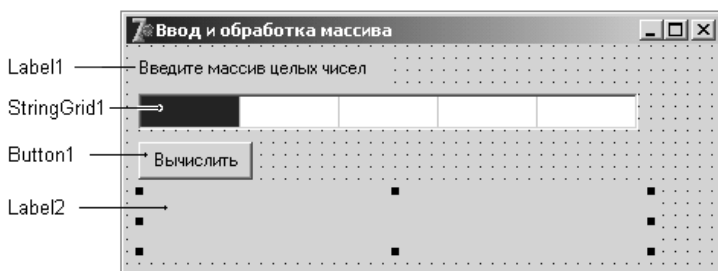 Ввод и обработка массива
Label1
Введите массив целых чисел
StringGrid1
Button1
Вычислить
Label2